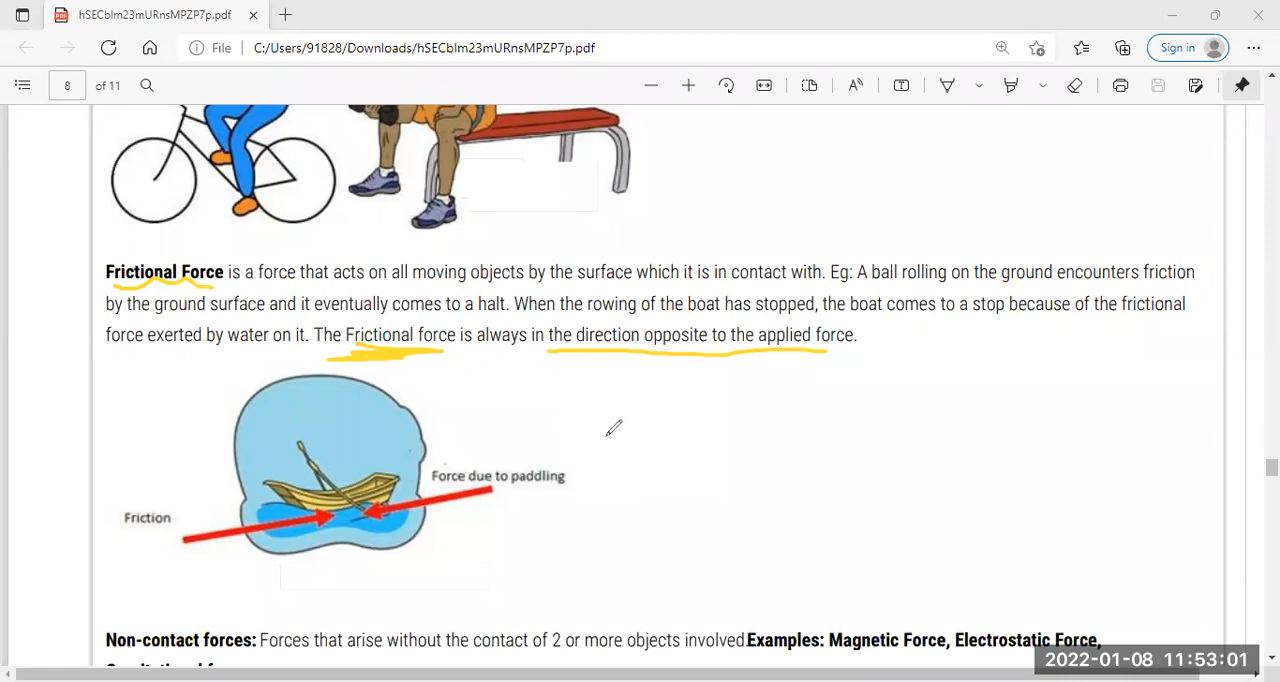 hSECbIm23mURnsMPZP7p.pdf
File C:/Users/91828/Downloads/hSECbIm23mURnsMPZP7p.pdf
Sign in
8 of 11
Frictional Force is a force that acts on all moving objects by the surface which it is in contact with. Eg: A ball rolling on the ground encounters friction
by the ground surface and it eventually comes to a halt. When the rowing of the boat has stopped, the boat comes to a stop because of the frictional
force exerted by water on it. The Frictional force is always in the direction opposite to the applied force.
Force due to paddling
Friction
Non-contact forces: Forces that arise without the contact of 2 or more objects involved.Examples: Magnetic Force, Electrostatic Force,
2022-01-08 11:53:01